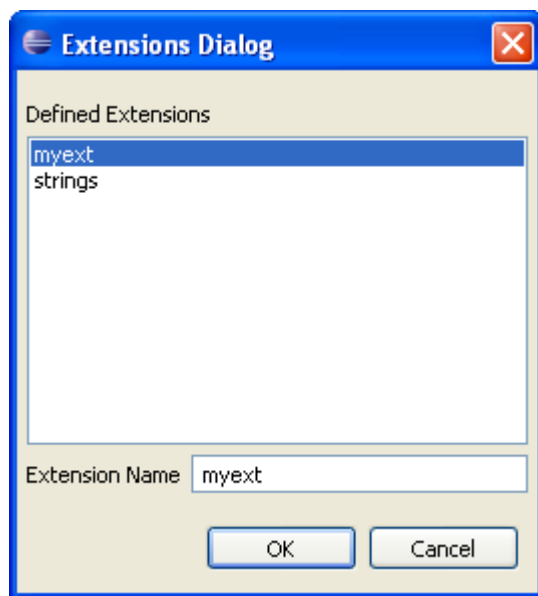 Extensions Dialog
Defined Extensions
myext
strings
Extension Name myext
OK Cancel